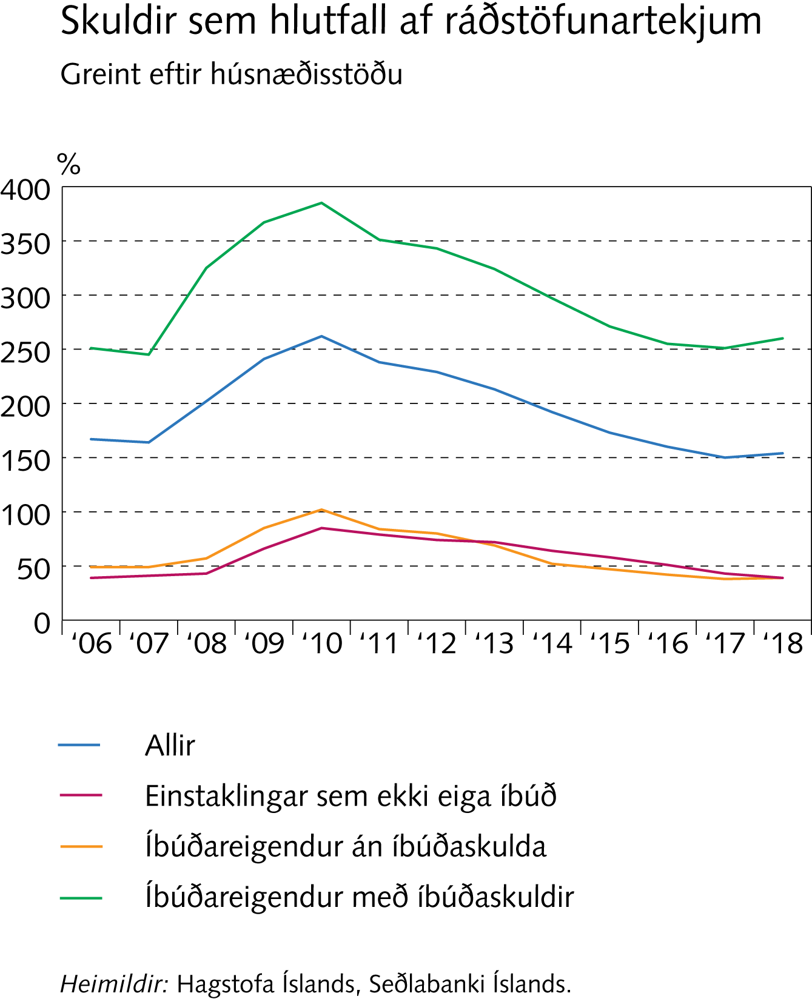 Skuldir sem hlutfall af ráðstöfunartekjum
Greint eftir húsnæðisstöðu
%
400
350
300
250
200
150
100
50
0
‘06 ‘07 ‘08 ‘09 ‘10 ‘11 ‘12 ‘13 ‘14 ‘15 ‘16 ‘17 ‘18
Allir
Einstaklingar sem ekki eiga íbúð
Íbúðareigendur án íbúðaskulda
Íbúðareigendur með íbúðaskuldir
Heimildir: Hagstofa Íslands, Seðlabanki Íslands.